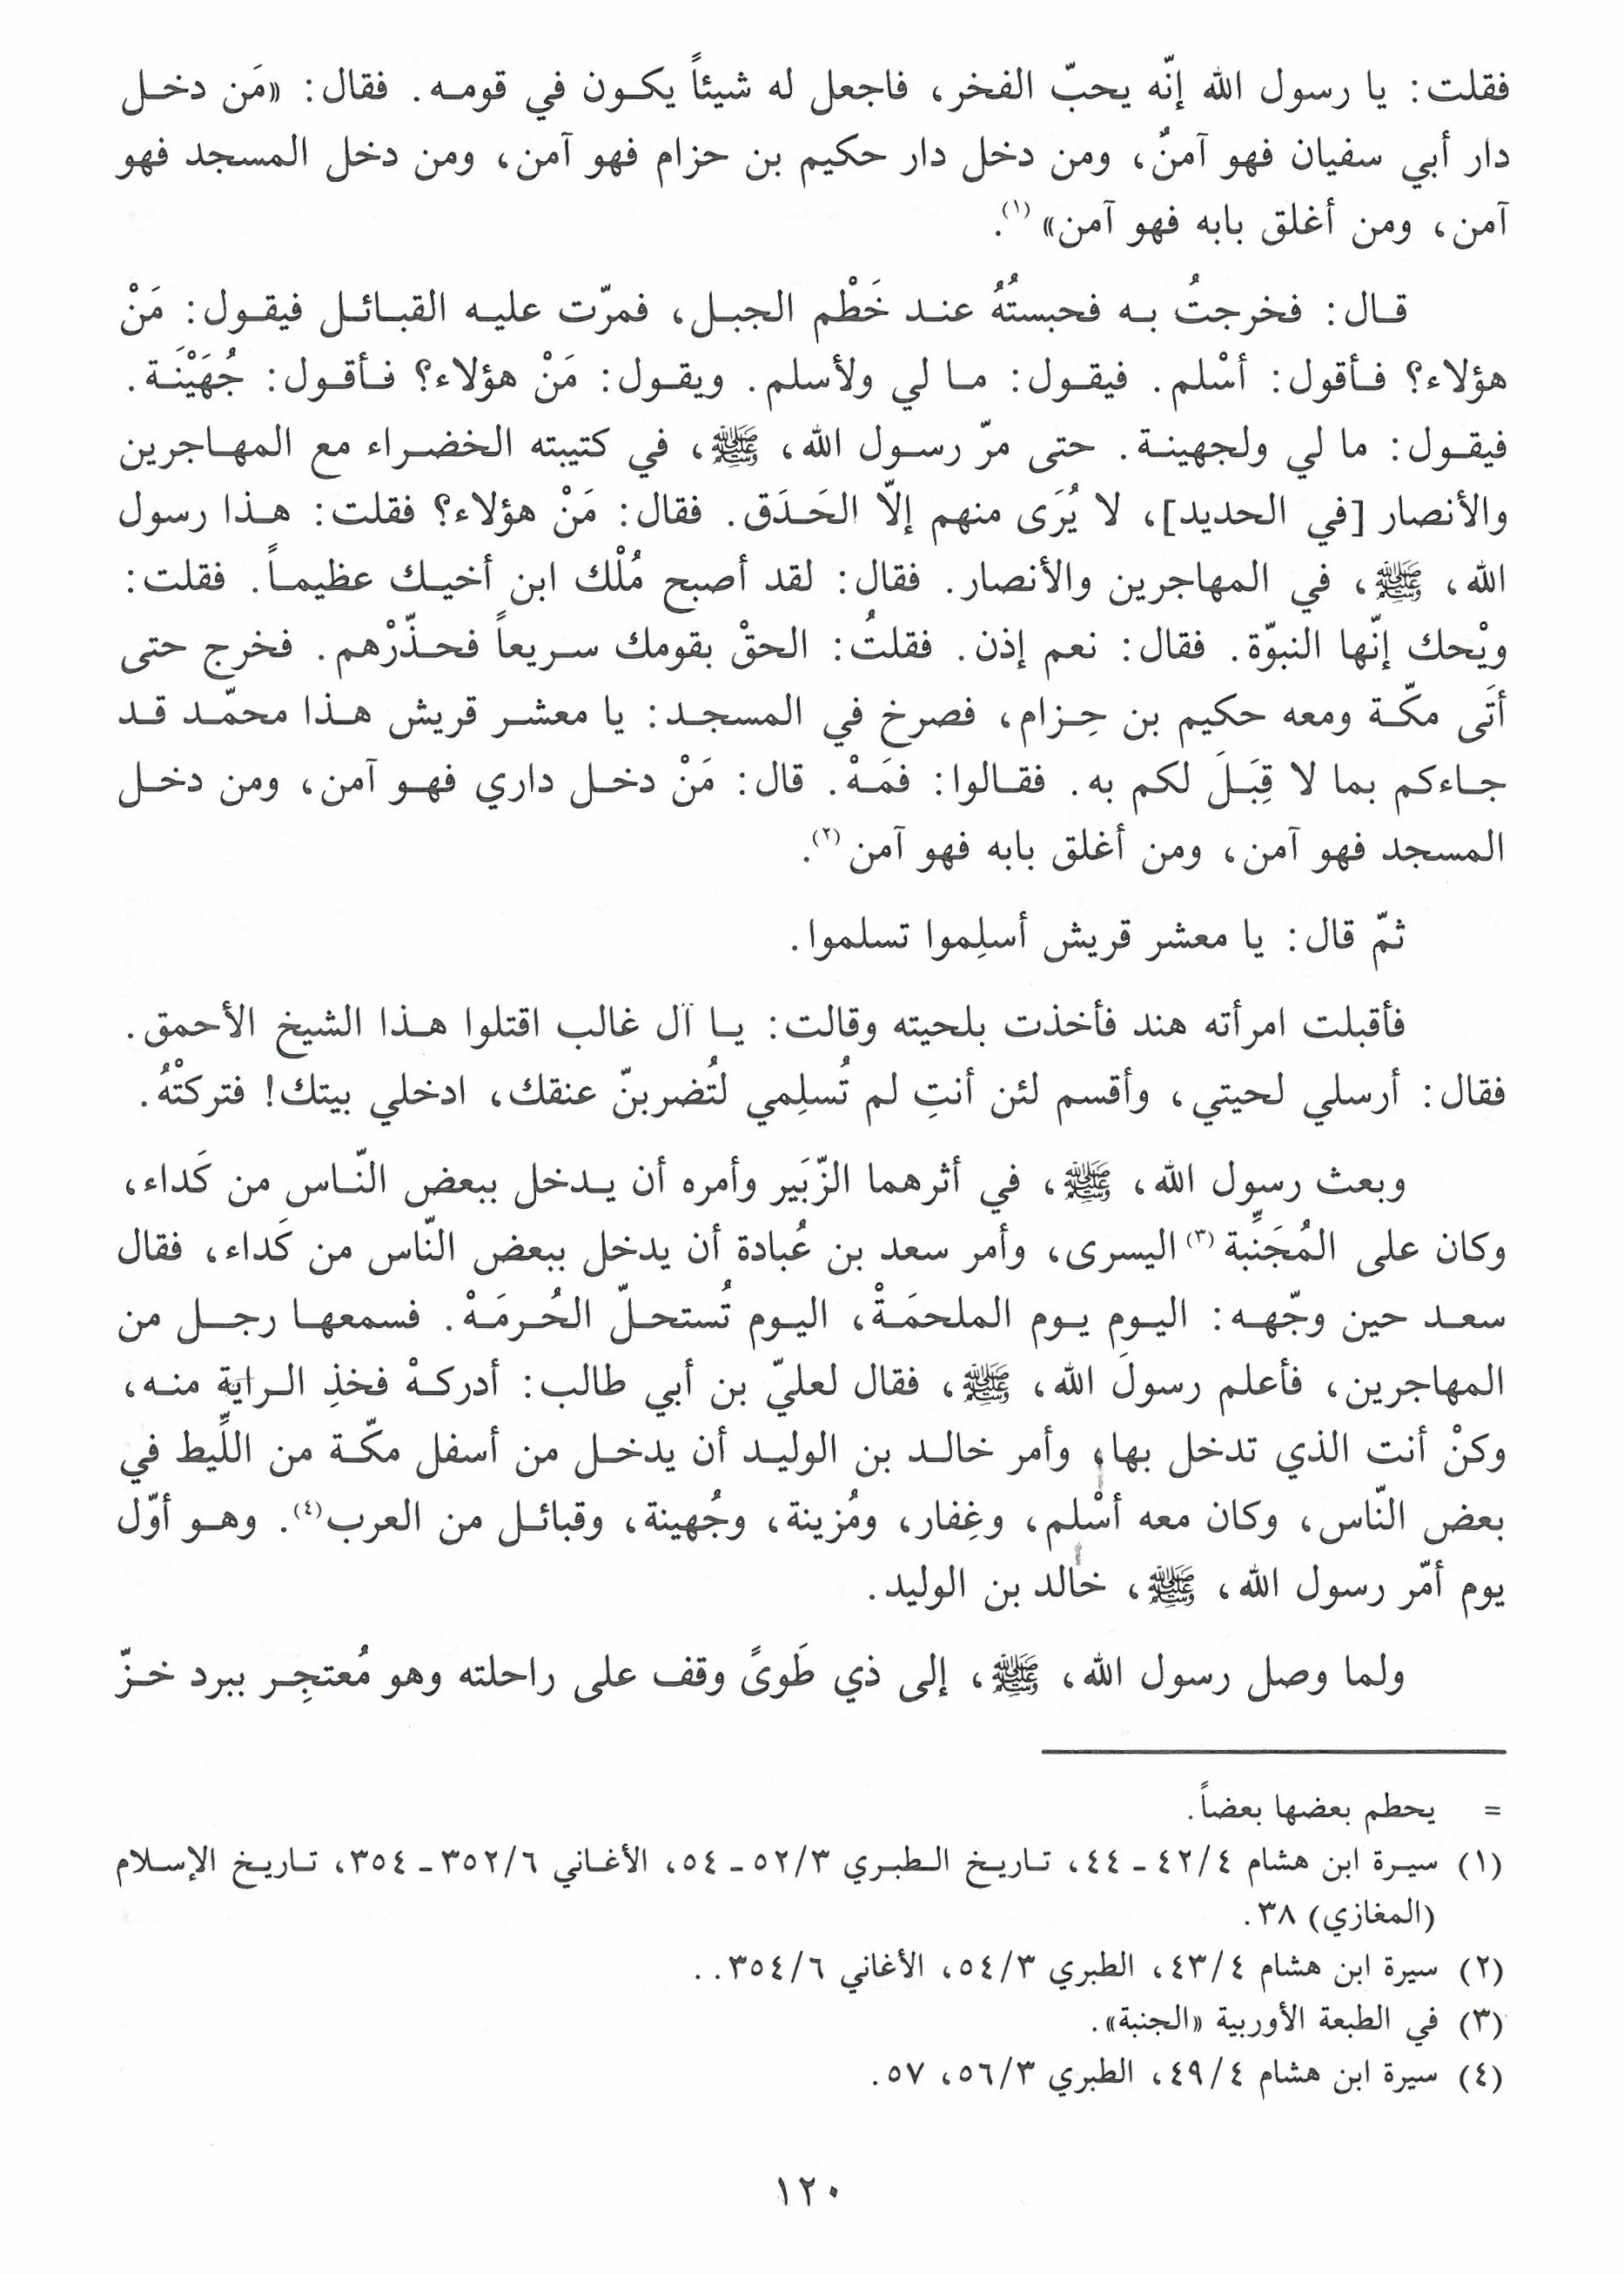 فقلت: يا رسول الله إنّه يحبّ الفخر، فاجعل له شيئاً يكون في قومه. فقال: «مَن دخل
دار أبي سفيان فهو آمنٌ، ومن دخل دار حكيم بن حزام فهو آمن، ومن دخل المسجد فهو
آمن، ومن أغلق بابه فهو آمن»(١).
قال: فخرجتُ به فحبستُهُ عند خَطْم الجبل، فمرّت عليه القبائل فيقول: مَنْ
هؤلاء؟ فأقول: أسْلم. فيقول: ما لي ولأسلم. ويقول: مَنْ هؤلاء؟ فأقول: جُهَيْنَة.
فيقول: ما لي ولجهينة. حتى مرّ رسول الله، ﷺ، في كتيبته الخضراء مع المهاجرين
والأنصار [في الحديد]، لا يُرَى منهم إلّا الحَدَق. فقال: مَنْ هؤلاء؟ فقلت: هذا رسول
الله، ﷺ، في المهاجرين والأنصار. فقال: لقد أصبح مُلْك ابن أخيك عظيماً. فقلت:
ويْحك إنّها النبوّة. فقال: نعم إذن. فقلتُ: الحقْ بقومك سريعاً فحذّرْهم. فخرج حتى
أتَى مكّة ومعه حكيم بن حِزام، فصرخ في المسجد: يا معشر قريش هذا محمّد قد
جاءكم بما لا قِبَلَ لكم به. فقالوا: فمَهْ. قال: مَنْ دخل داري فهو آمن، ومن دخل
المسجد فهو آمن، ومن أغلق بابه فهو آمن(٢).
ثمّ قال: يا معشر قريش أسلِموا تسلموا.
فأقبلت امرأته هند فأخذت بلحيته وقالت: يا آل غالب اقتلوا هذا الشيخ الأحمق.
فقال: أرسلي لحيتي، وأقسم لئن أنتِ لم تُسلِمي لتُضربنّ عنقك، ادخلي بيتك! فتركتْهُ.
وبعث رسول الله، ﷺ، في أثرهما الزّبَير وأمره أن يدخل ببعض النّاس من كَداء،
وكان على المُجَنِّبة(٣) اليسرى، وأمر سعد بن عُبادة أن يدخل ببعض النّاس من كَداء، فقال
سعد حين وجّهه: اليوم يوم الملحمَةْ، اليوم تُستحلّ الحُرمَهْ. فسمعها رجل من
المهاجرين، فأعلم رسولَ الله، ﷺ، فقال لعليّ بن أبي طالب: أدركهْ فخذِ الراية منه،
وكنْ أنت الذي تدخل بها، وأمر خالد بن الوليد أن يدخل من أسفل مكّة من اللِّيط في
بعض النّاس، وكان معه أسْلم، وغِفار، ومُزينة، وجُهينة، وقبائل من العرب(٤). وهو أوّل
يوم أمّر رسول الله، ﷺ، خالد بن الوليد.
ولما وصل رسول الله، ﷺ، إلى ذي طَوىً وقف على راحلته وهو مُعتجِر ببرد خزّ
= يحطم بعضها بعضاً.
(١) سيرة ابن هشام ٤/٤٢ ـ ٤٤، تاريخ الطبري ٣/٥٢ ـ ٥٤، الأغاني ٦/٣٥٢ ـ ٣٥٤، تاريخ الإسلام
(المغازي) ٣٨.
(٢) سيرة ابن هشام ٤/٤٣، الطبري ٣/٥٤، الأغاني ٦/٣٥٤..
(٣) في الطبعة الأوربية «الجنبة».
(٤) سيرة ابن هشام ٤/٤٩، الطبري ٣/٥٦، ٥٧.
١٢٠